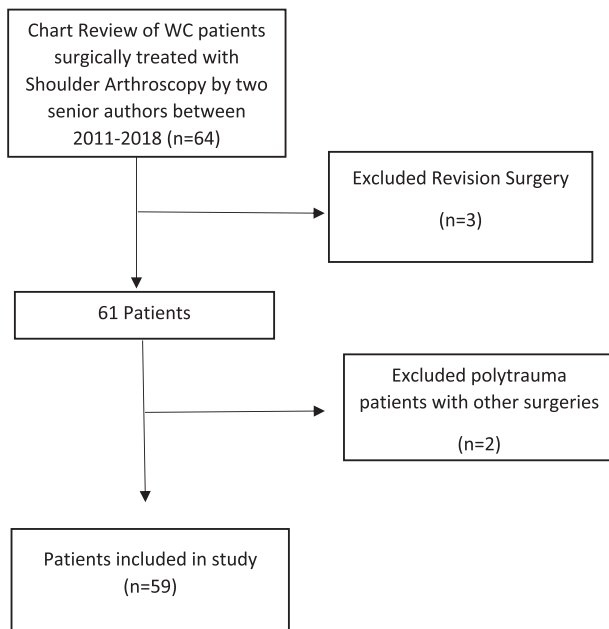 Chart Review of WC patients
surgically treated with
Shoulder Arthroscopy by two
senior authors between
2011-2018 (n=64)
Excluded Revision Surgery
(n=3)
61 Patients
Excluded polytrauma
patients with other surgeries
(n=2)
Patients included in study
(n=59)